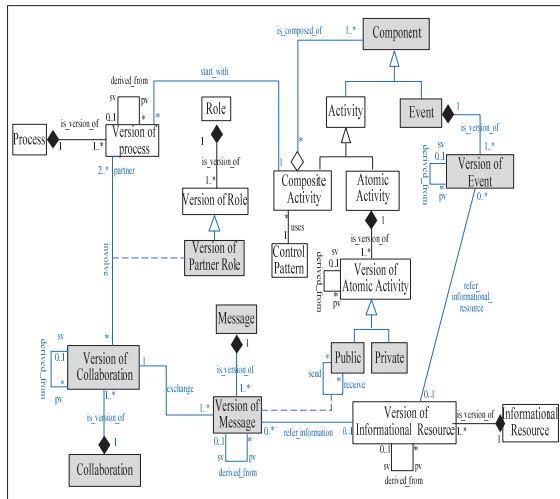 is_composed_of
Component
1..*
derived_from
sv
pv
0..1
*
start_with
*
*
Role
1
Activity
Event
1
is_version_of
1..*
Process
is_version_of
1
1..*
Version of
process
2..*
partner
is_version_of
1..*
Version of Role
1
Composite
Activity
*
uses
1
Control
Pattern
Atomic
Activity
1
is_version_of
1..*
sv
0..1
derived_from
*
pv
Version of
Event
0..*
Version of
Partner Role
sv
0..1
derived_from
*
pv
Version of
Atomic Activity
involve
refer_informational_
resource
Message
1
is_version_of
1..*
Public
Private
send
*
*
receive
*
sv
0..1
derived_from
*
pv
Version of
Collaboration
1
exchange
1..*
1..*
is_version_of
1
Collaboration
Version of
Message
0..*
0..1
*
sv
pv
derived_from
refer_information
0..1
0..1
Version of
Informational Resource
is_version_of
1..*
1
Informational
Resource
0..1
*
sv
pv
derived_from